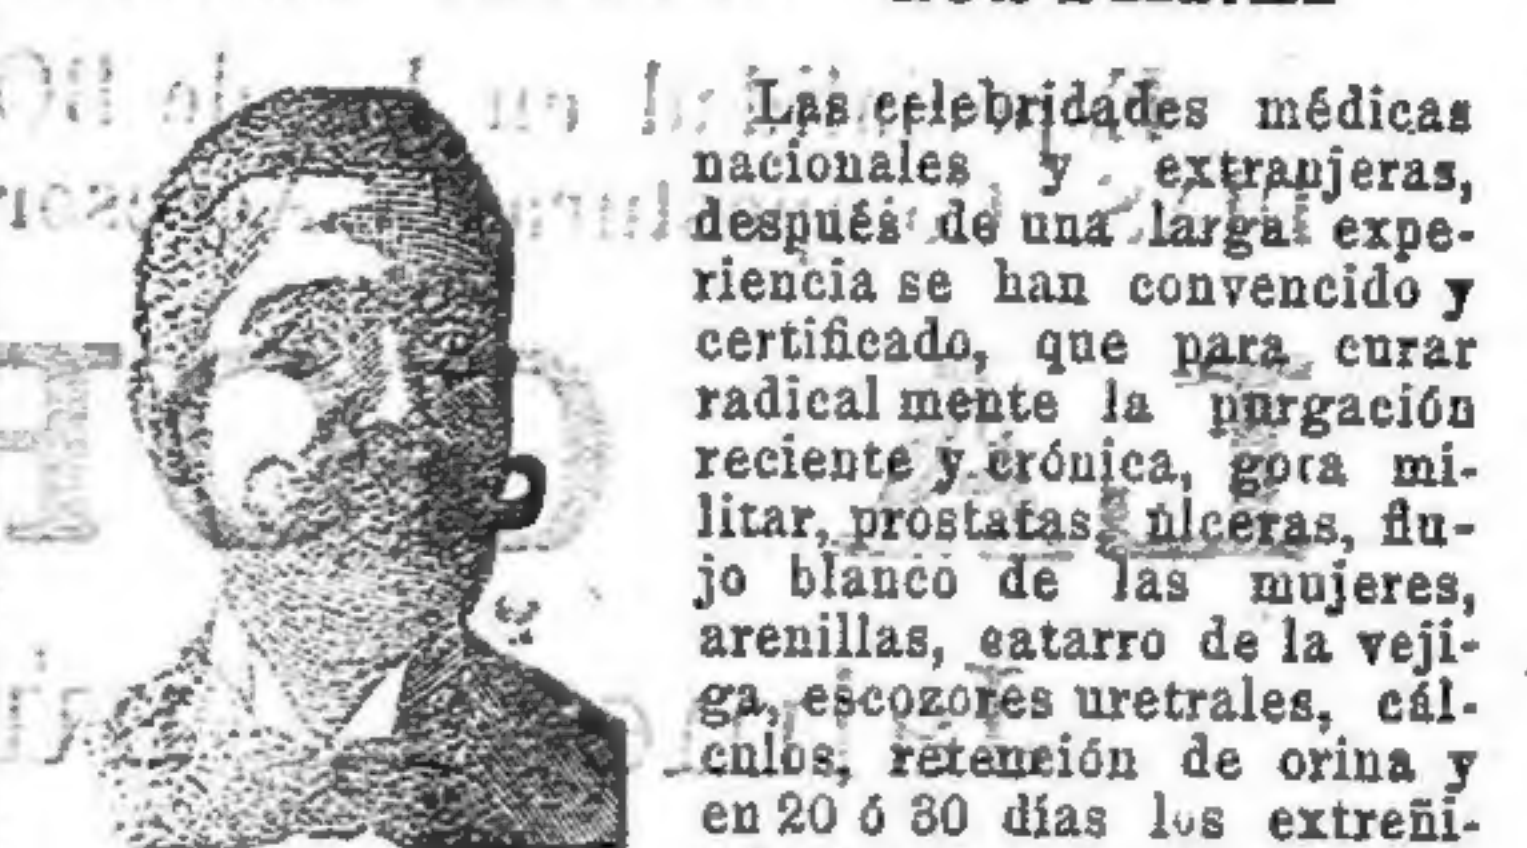 Las celebridades médicas
nacionales y extranjeras,
después de una larga expe-
riencia se han convencido y
certificado, que para curar
radical mente la purgación
reciente y crónica, gota mi-
litar, prostatas, úlceras, flu-
jo blanco de las mujeres,
arenillas, catarro de la veji-
ga, escozores uretrales, cál-
culos, retención de orina y
en 20 ó 30 días los extreñi-